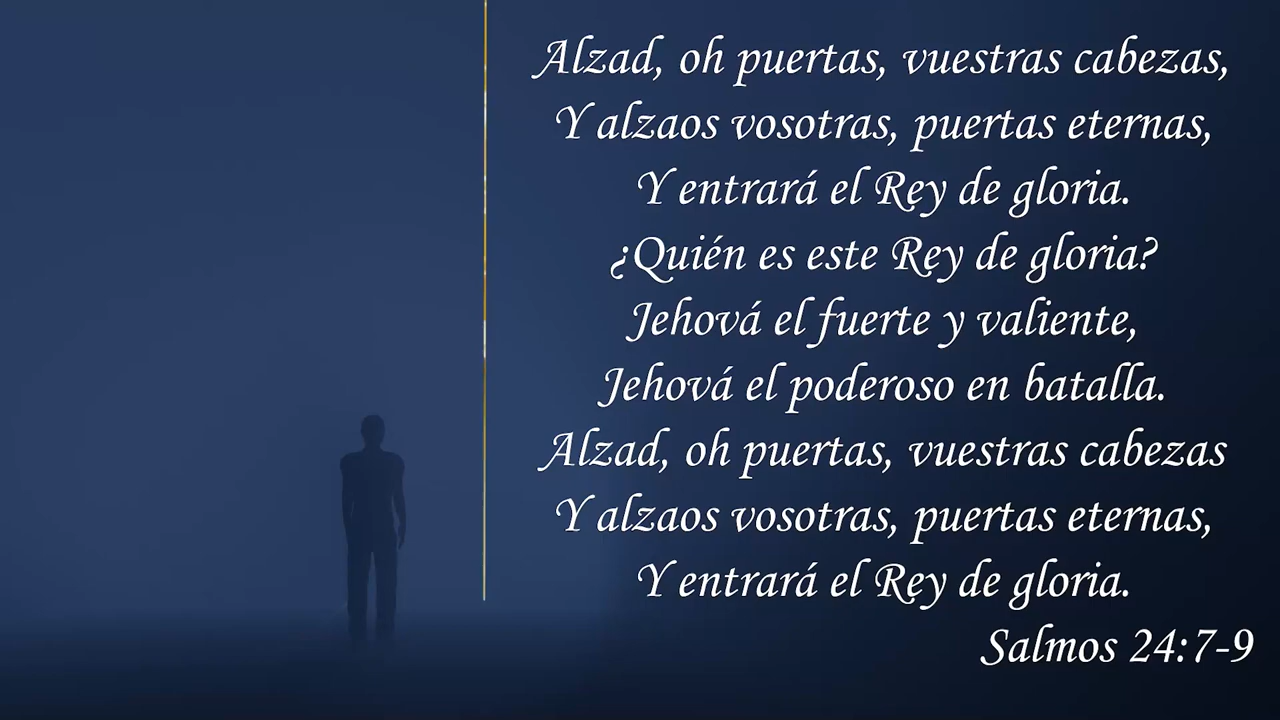 Alzad, oh puertas, vuestras cabezas,
Y alzaos vosotras, puertas eternas,
Y entrará el Rey de gloria.
¿Quién es este Rey de gloria?
Jehová el fuerte y valiente,
Jehová el poderoso en batalla.
Alzad, oh puertas, vuestras cabezas
Y alzaos vosotras, puertas eternas,
Y entrará el Rey de gloria.
Salmos 24:7-9